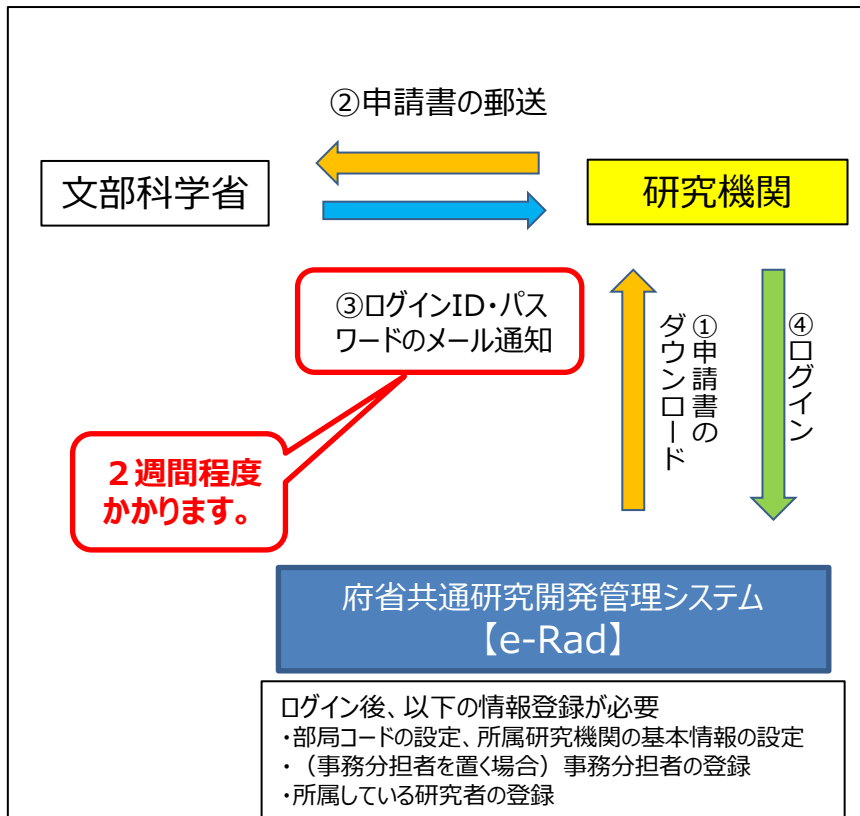 ②申請書の郵送
文部科学省
研究機関
③ログインID・パス
ワードのメール通知
①申請書の
ダウンロード
④ログイン
２週間程度
かかります。
府省共通研究開発管理システム
【e-Rad】
ログイン後、以下の情報登録が必要
・部局コードの設定、所属研究機関の基本情報の設定
・（事務分担者を置く場合）事務分担者の登録
・所属している研究者の登録